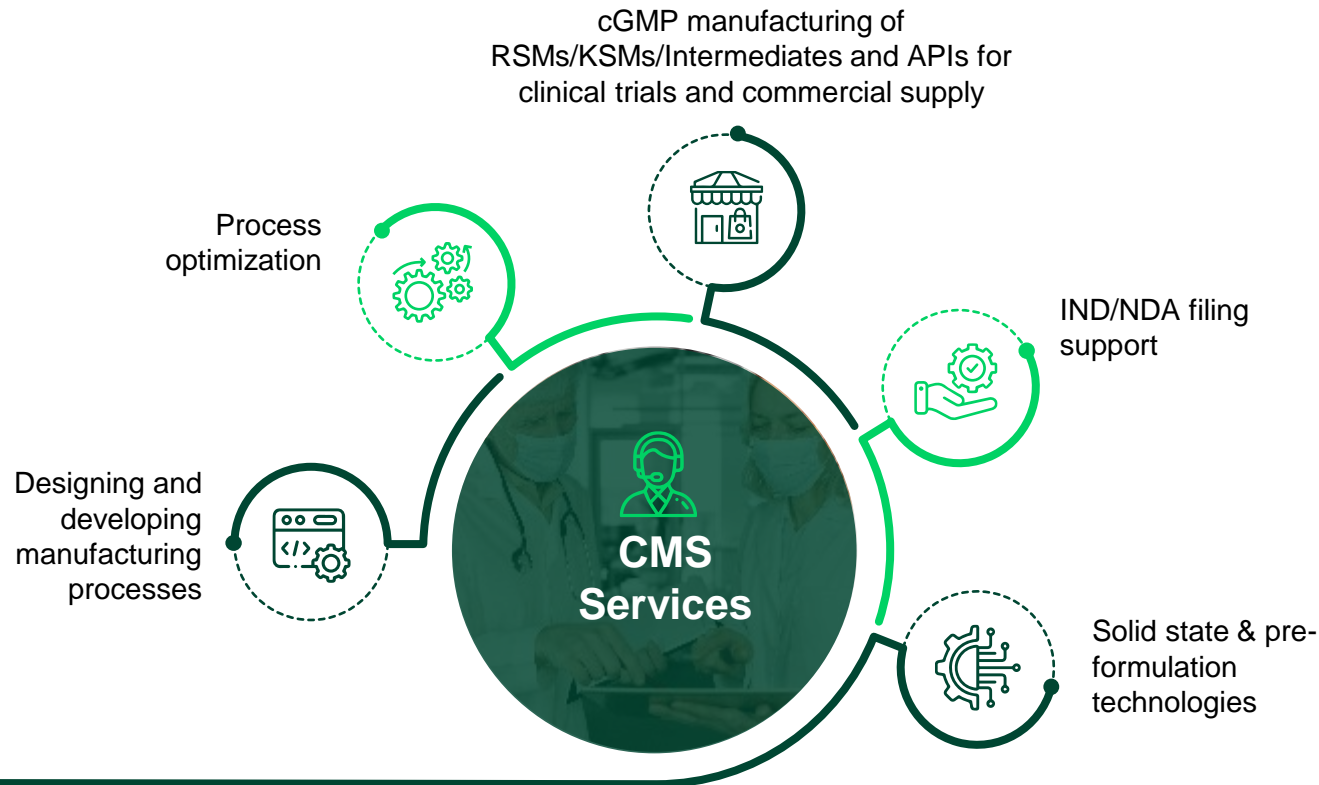 cGMP manufacturing of
RSMs/KSMs/Intermediates and APIs for
clinical trials and commercial supply
Process
optimization
IND/NDA filing
support
Designing and
developing
manufacturing
processes
CMS
Services
Solid state & pre-
formulation
technologies